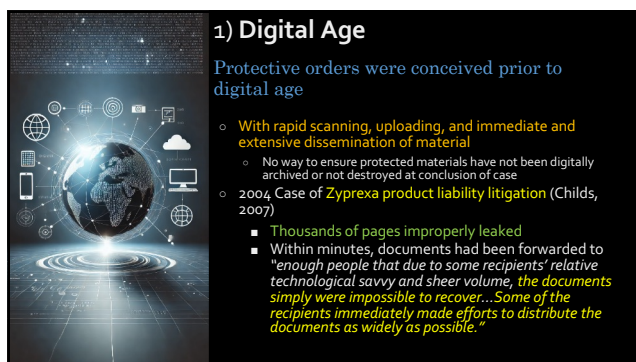 1) Digital Age
Protective orders were conceived prior to
digital age
○ With rapid scanning, uploading, and immediate and
extensive dissemination of material
○ No way to ensure protected materials have not been digitally
archived or not destroyed at conclusion of case
○ 2004 Case of Zyprexa product liability litigation (Childs,
2007)
■ Thousands of pages improperly leaked
■ Within minutes, documents had been forwarded to
“enough people that due to some recipients’ relative
technological savvy and sheer volume, the documents
simply were impossible to recover...Some of the
recipients immediately made efforts to distribute the
documents as widely as possible.”